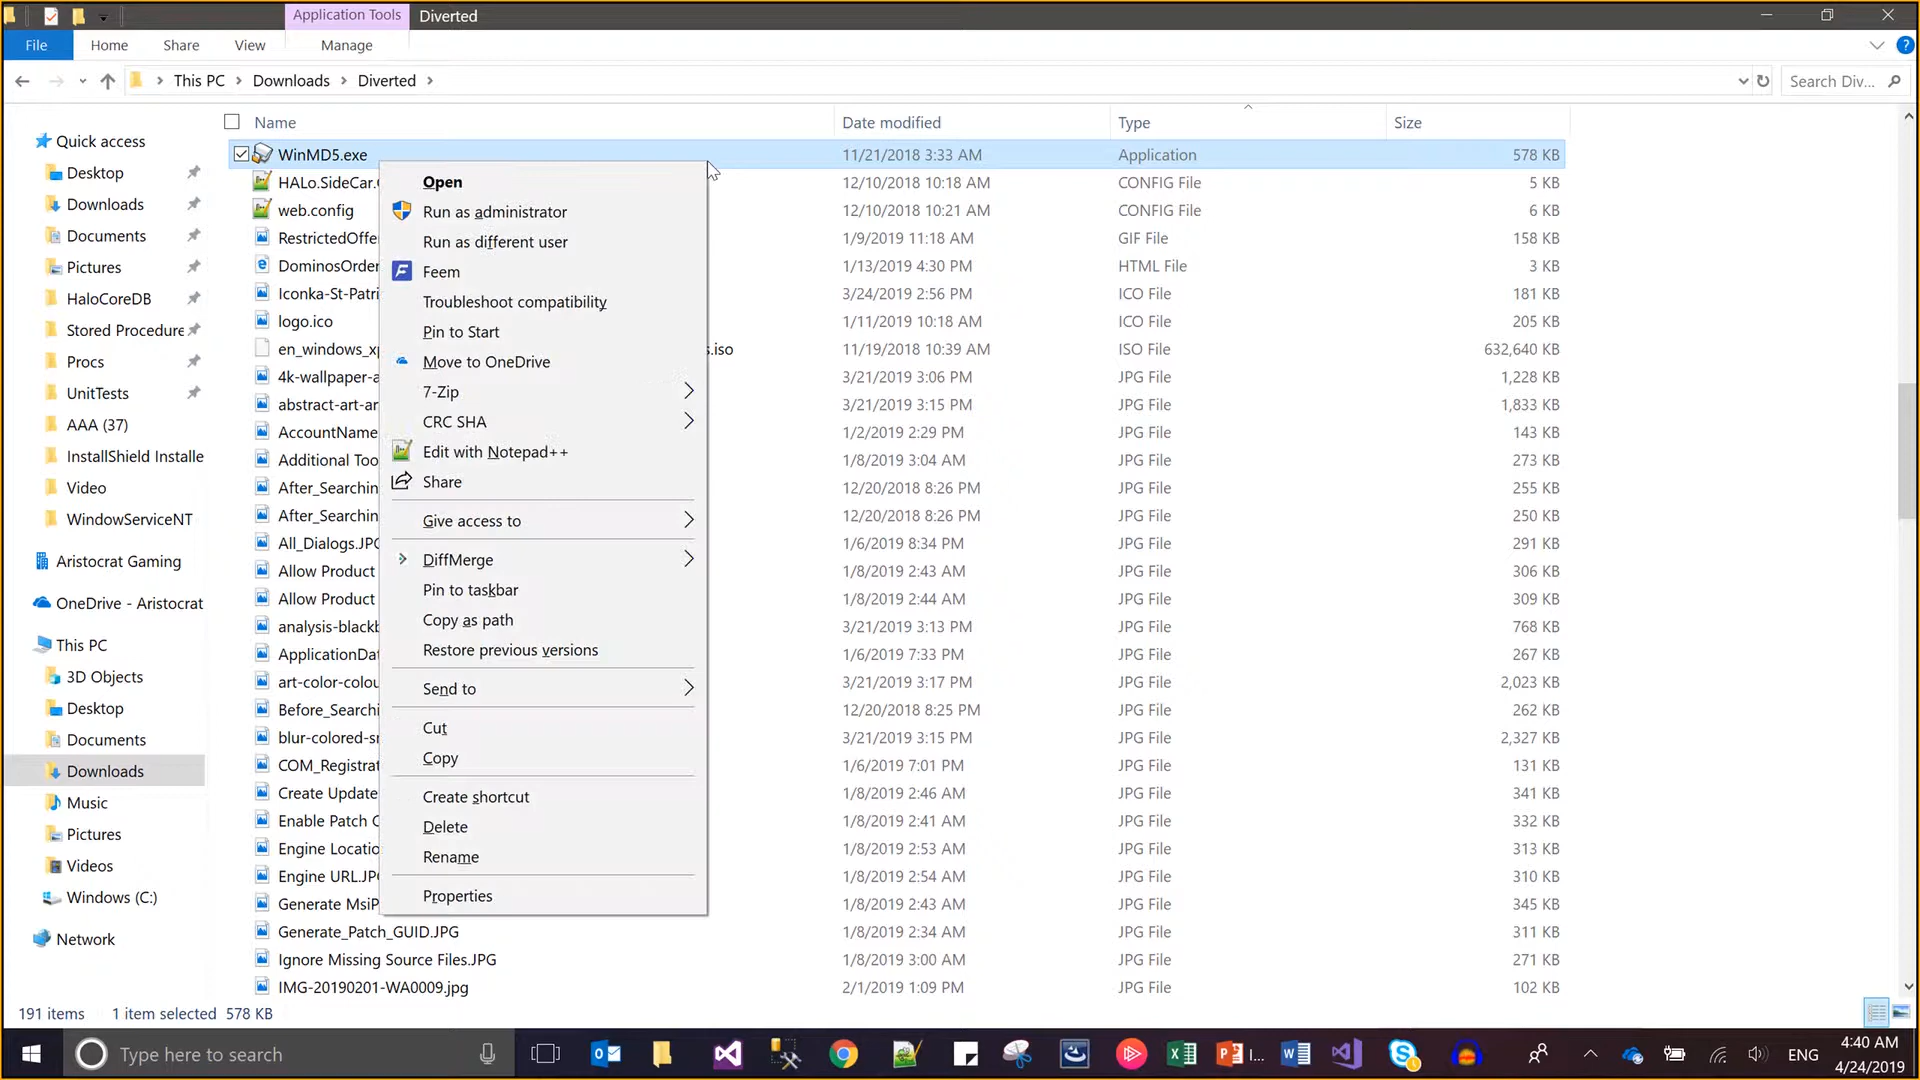 Application Tools Diverted
File Home Share View Manage
This PC Downloads Diverted Search Div...
Name Date modified Type Size
Quick access
Desktop
Downloads
Documents
Pictures
HaloCoreDB
Stored Procedure
Procs
UnitTests
AAA (37)
InstallShield Installe
Video
WindowServiceNT
Aristocrat Gaming
OneDrive - Aristocrat
This PC
3D Objects
Desktop
Documents
Downloads
Music
Pictures
Videos
Windows (C:)
Network
WinMD5.exe 11/21/2018 3:33 AM Application 578 KB
HALo.SideCar. 12/10/2018 10:18 AM CONFIG File 5 KB
web.config 12/10/2018 10:21 AM CONFIG File 6 KB
RestrictedOffe 1/9/2019 11:18 AM GIF File 158 KB
DominosOrder 1/13/2019 4:30 PM HTML File 3 KB
Iconka-St-Patri 3/24/2019 2:56 PM ICO File 181 KB
logo.ico 1/11/2019 10:18 AM ICO File 205 KB
en_windows_xp s.iso 11/19/2018 10:39 AM ISO File 632,640 KB
4k-wallpaper-a 3/21/2019 3:06 PM JPG File 1,228 KB
abstract-art-ar 3/21/2019 3:15 PM JPG File 1,833 KB
AccountName 1/2/2019 2:29 PM JPG File 143 KB
Additional Too 1/8/2019 3:04 AM JPG File 273 KB
After_Searchin 12/20/2018 8:26 PM JPG File 255 KB
After_Searchin 12/20/2018 8:26 PM JPG File 250 KB
All_Dialogs.JPG 1/6/2019 8:34 PM JPG File 291 KB
Allow Product 1/8/2019 2:43 AM JPG File 306 KB
Allow Product 1/8/2019 2:44 AM JPG File 309 KB
analysis-blackb 3/21/2019 3:13 PM JPG File 768 KB
ApplicationDat 1/6/2019 7:33 PM JPG File 267 KB
art-color-colou 3/21/2019 3:17 PM JPG File 2,023 KB
Before_Searchi 12/20/2018 8:25 PM JPG File 262 KB
blur-colored-sm 3/21/2019 3:15 PM JPG File 2,327 KB
COM_Registrat 1/6/2019 7:01 PM JPG File 131 KB
Create Update 1/8/2019 2:46 AM JPG File 341 KB
Enable Patch C 1/8/2019 2:41 AM JPG File 332 KB
Engine Locatio 1/8/2019 2:53 AM JPG File 313 KB
Engine URL.JPG 1/8/2019 2:54 AM JPG File 310 KB
Generate MsiP 1/8/2019 2:43 AM JPG File 345 KB
Generate_Patch_GUID.JPG 1/8/2019 2:34 AM JPG File 311 KB
Ignore Missing Source Files.JPG 1/8/2019 3:00 AM JPG File 271 KB
IMG-20190201-WA0009.jpg 2/1/2019 1:09 PM JPG File 102 KB
Open
Run as administrator
Run as different user
Feem
Troubleshoot compatibility
Pin to Start
Move to OneDrive
7-Zip
CRC SHA
Edit with Notepad++
Share
Give access to
DiffMerge
Pin to taskbar
Copy as path
Restore previous versions
Send to
Cut
Copy
Create shortcut
Delete
Rename
Properties
191 items 1 item selected 578 KB
Type here to search I... ENG 4:40 AM
4/24/2019